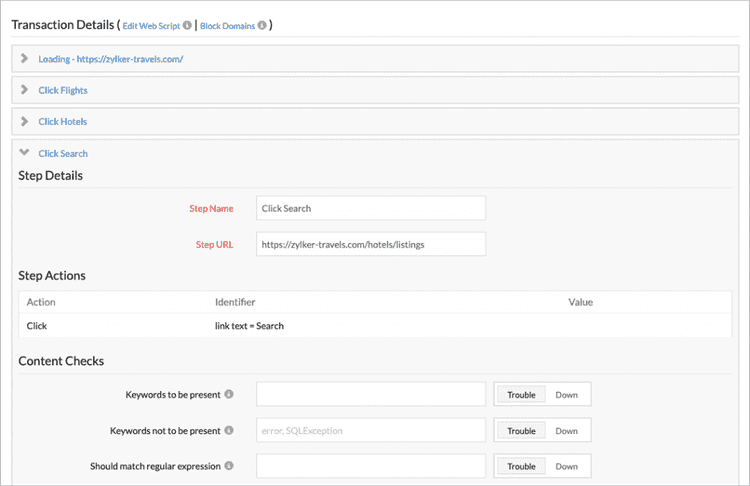 Transaction Details ( Edit Web Script | Block Domains )
Loading - https://zylker-travels.com/
Click Flights
Click Hotels
Click Search
Step Details
Step Name Click Search
Step URL https://zylker-travels.com/hotels/listings
Step Actions
Action Identifier Value
Click link text = Search
Content Checks
Keywords to be present Trouble Down
Keywords not to be present error, SQLException Trouble Down
Should match regular expression Trouble Down